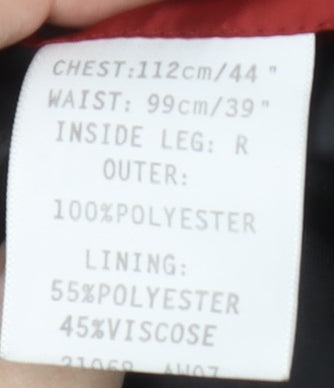 CHEST:112cm/44"
WAIST: 99cm/39"
INSIDE LEG: R
OUTER:
100%POLYESTER
LINING:
55%POLYESTER
45%VISCOSE